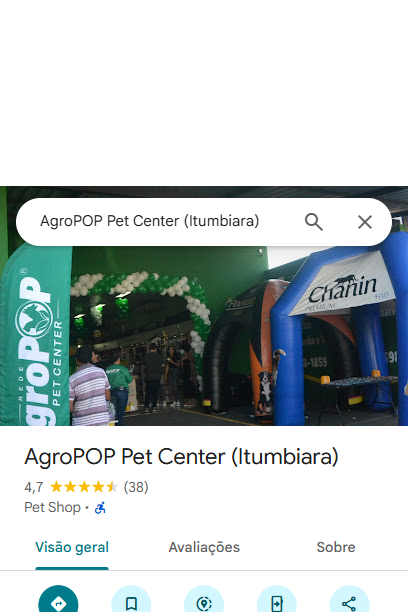 AgroPOP Pet Center (Itumbiara)
REDE
agroPOP®
PET CENTER
Chanin
PREMIUM
-1859
AgroPOP Pet Center (Itumbiara)
4,7 (38)
Pet Shop ·
Visão geral Avaliações Sobre